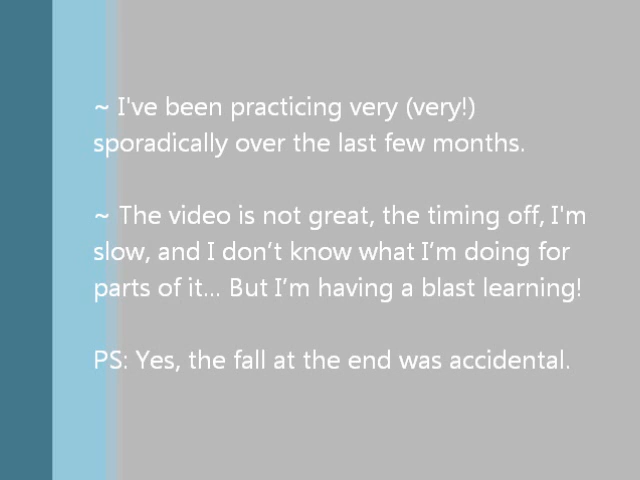 ~ I've been practicing very (very!)
sporadically over the last few months.
~ The video is not great, the timing off, I'm
slow, and I don’t know what I’m doing for
parts of it... But I’m having a blast learning!
PS: Yes, the fall at the end was accidental.